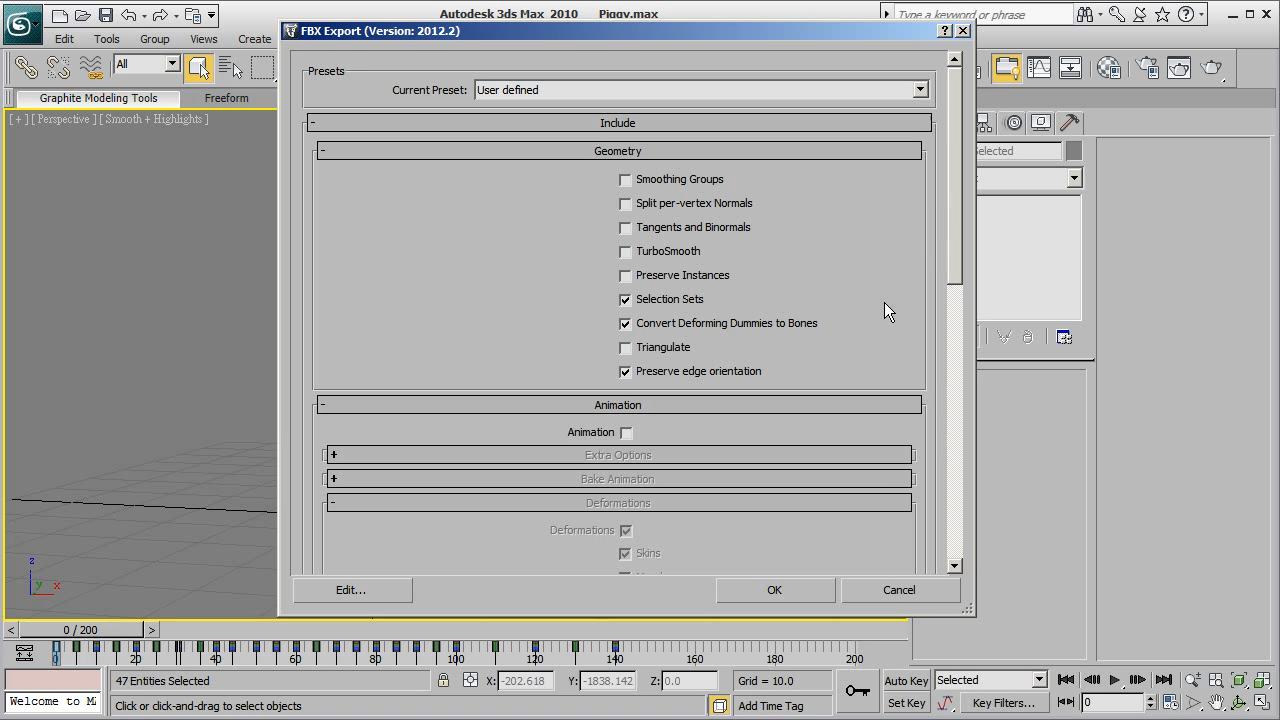 Autodesk 3ds Max 2010 Piggy.max
Type a keyword or phrase
Edit Tools Group Views Create
FBX Export (Version: 2012.2)
All
Graphite Modeling Tools Freeform
[ + ] [ Perspective ] [ Smooth + Highlights ]
Presets
Current Preset: User defined
- Include
- Geometry
Smoothing Groups
Split per-vertex Normals
Tangents and Binormals
TurboSmooth
Preserve Instances
Selection Sets
Convert Deforming Dummies to Bones
Triangulate
Preserve edge orientation
- Animation
Animation
+ Extra Options
+ Bake Animation
- Deformations
Deformations
Skins
Edit... OK Cancel
Selected
z
y x
< 0 / 200 >
0 20 40 60 80 100 120 140 160 180 200
47 Entities Selected X: -202.618 Y: -1838.142 Z: 0.0 Grid = 10.0 Auto Key Selected
Welcome to M
Click or click-and-drag to select objects Add Time Tag Set Key Key Filters... 0